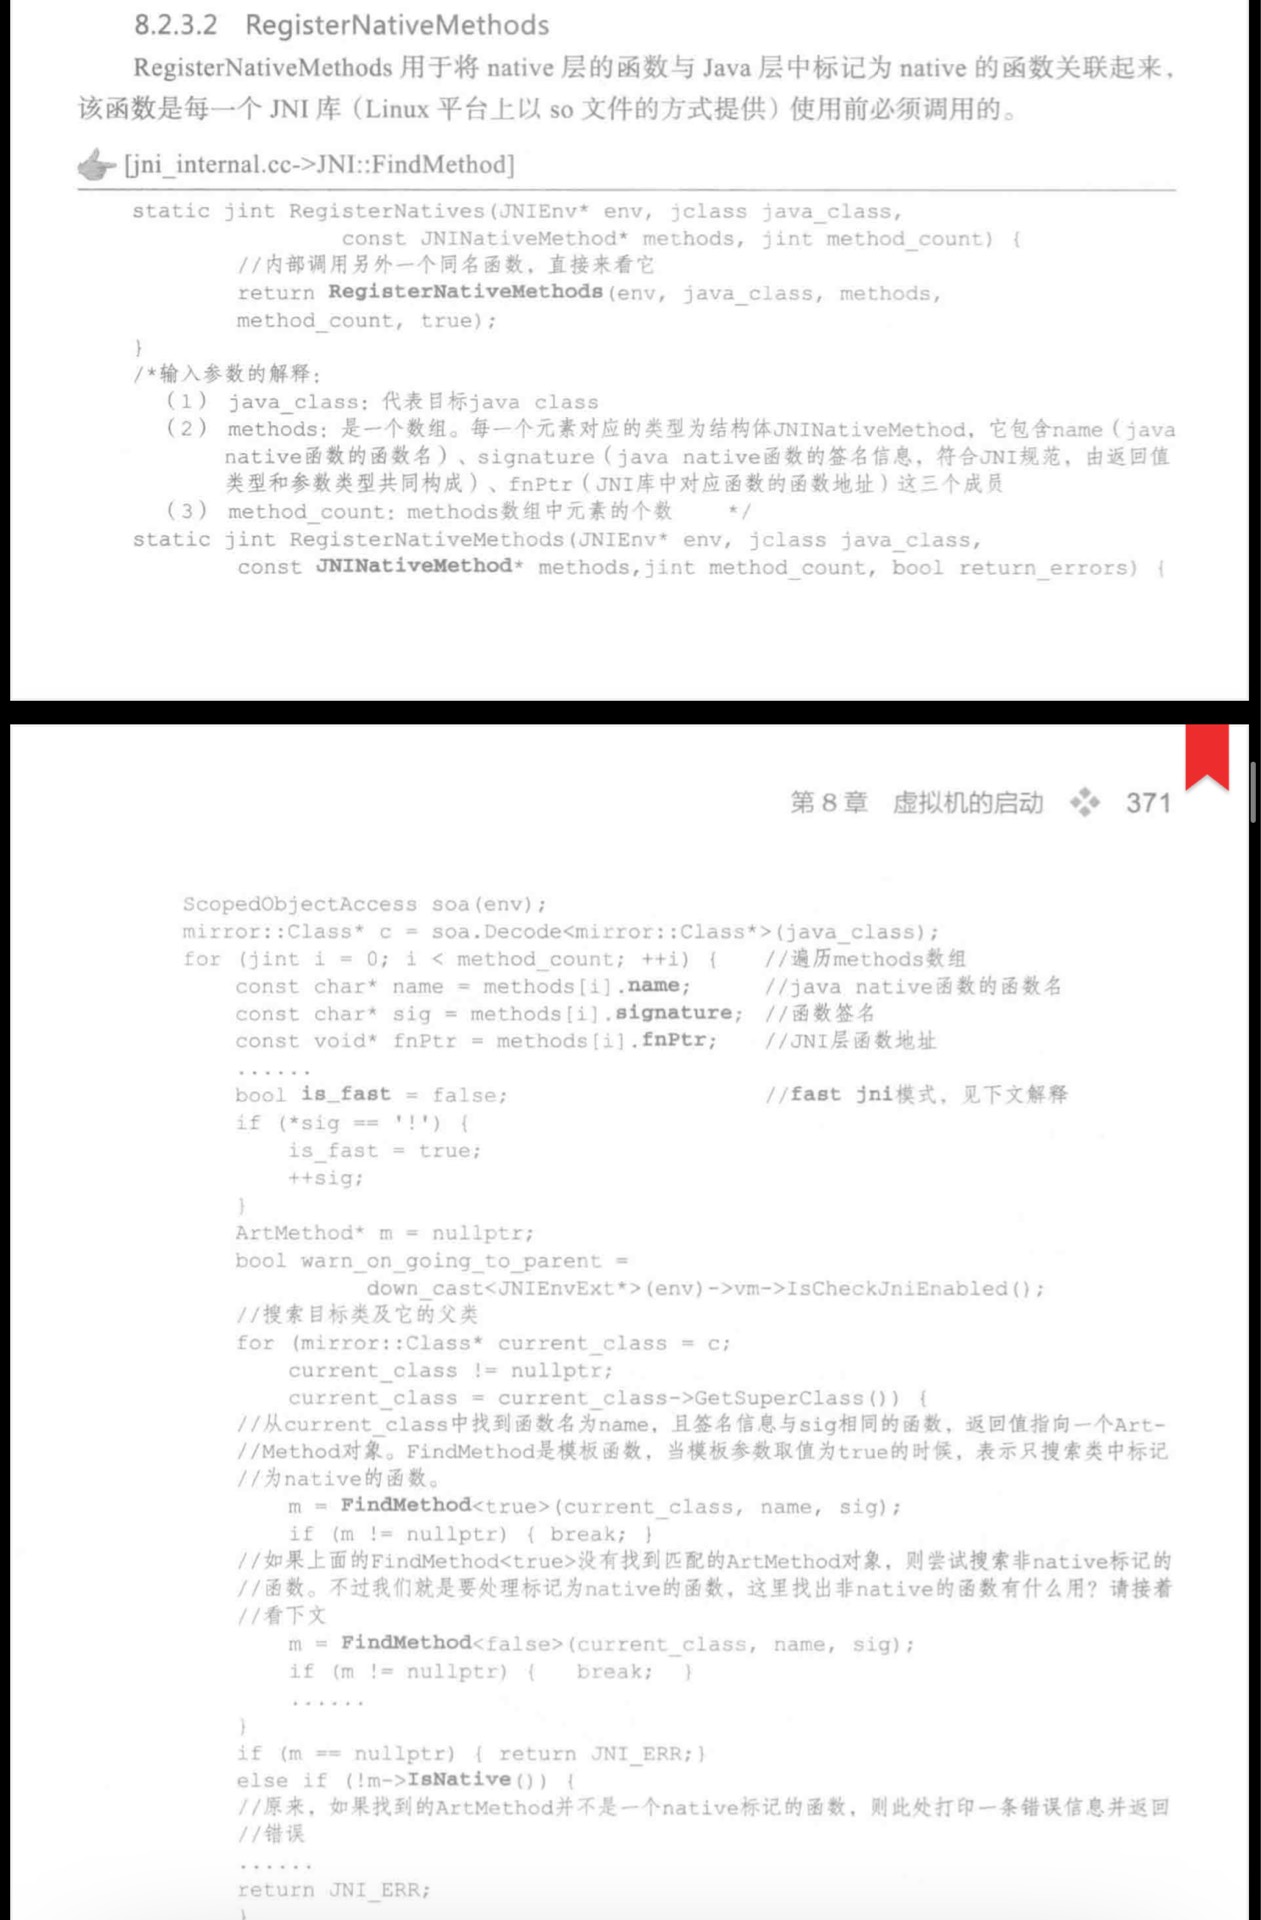 8.2.3.2 RegisterNativeMethods
RegisterNativeMethods 用于将 native 层的函数与 Java 层中标记为 native 的函数关联起来，
该函数是每一个 JNI 库（Linux 平台上以 so 文件的方式提供）使用前必须调用的。
[jni_internal.cc->JNI::FindMethod]
static jint RegisterNatives(JNIEnv* env, jclass java_class,
const JNINativeMethod* methods, jint method_count) {
//内部调用另外一个同名函数，直接来看它
return RegisterNativeMethods(env, java_class, methods,
method_count, true);
}
/*输入参数的解释：
（1） java_class：代表目标java class
（2） methods：是一个数组。每一个元素对应的类型为结构体JNINativeMethod，它包含name（java
native函数的函数名）、signature（java native函数的签名信息，符合JNI规范，由返回值
类型和参数类型共同构成）、fnPtr（JNI库中对应函数的函数地址）这三个成员
（3） method_count：methods数组中元素的个数 */
static jint RegisterNativeMethods(JNIEnv* env, jclass java_class,
const JNINativeMethod* methods,jint method_count, bool return_errors) {
第 8 章 虚拟机的启动 371
ScopedObjectAccess soa(env);
mirror::Class* c = soa.Decode<mirror::Class*>(java_class);
for (jint i = 0; i < method_count; ++i) { //遍历methods数组
const char* name = methods[i].name; //java native函数的函数名
const char* sig = methods[i].signature; //函数签名
const void* fnPtr = methods[i].fnPtr; //JNI层函数地址
......
bool is_fast = false; //fast jni模式，见下文解释
if (*sig == '!') {
is_fast = true;
++sig;
}
ArtMethod* m = nullptr;
bool warn_on_going_to_parent =
down_cast<JNIEnvExt*>(env)->vm->IsCheckJniEnabled();
//搜索目标类及它的父类
for (mirror::Class* current_class = c;
current_class != nullptr;
current_class = current_class->GetSuperClass()) {
//从current_class中找到函数名为name，且签名信息与sig相同的函数，返回值指向一个Art-
//Method对象。FindMethod是模板函数，当模板参数取值为true的时候，表示只搜索类中标记
//为native的函数。
m = FindMethod<true>(current_class, name, sig);
if (m != nullptr) { break; }
//如果上面的FindMethod<true>没有找到匹配的ArtMethod对象，则尝试搜索非native标记的
//函数。不过我们就是要处理标记为native的函数，这里找出非native的函数有什么用？请接着
//看下文
m = FindMethod<false>(current_class, name, sig);
if (m != nullptr) { break; }
......
}
if (m == nullptr) { return JNI_ERR;}
else if (!m->IsNative()) {
//原来，如果找到的ArtMethod并不是一个native标记的函数，则此处打印一条错误信息并返回
//错误
......
return JNI_ERR;
}